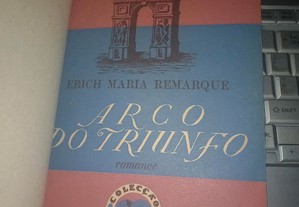 ERICH MARIA REMARQUE
ARCO
DO TRIUNFO
romance
COLECÇÃO